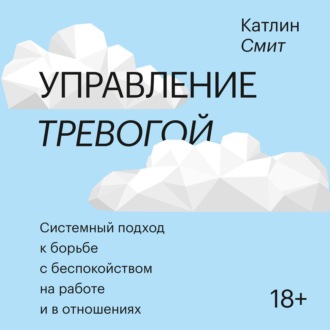 Катлин
Смит
УПРАВЛЕНИЕ
ТРЕВОГОЙ
Системный подход
к борьбе
с беспокойством
на работе
и в отношениях
18+